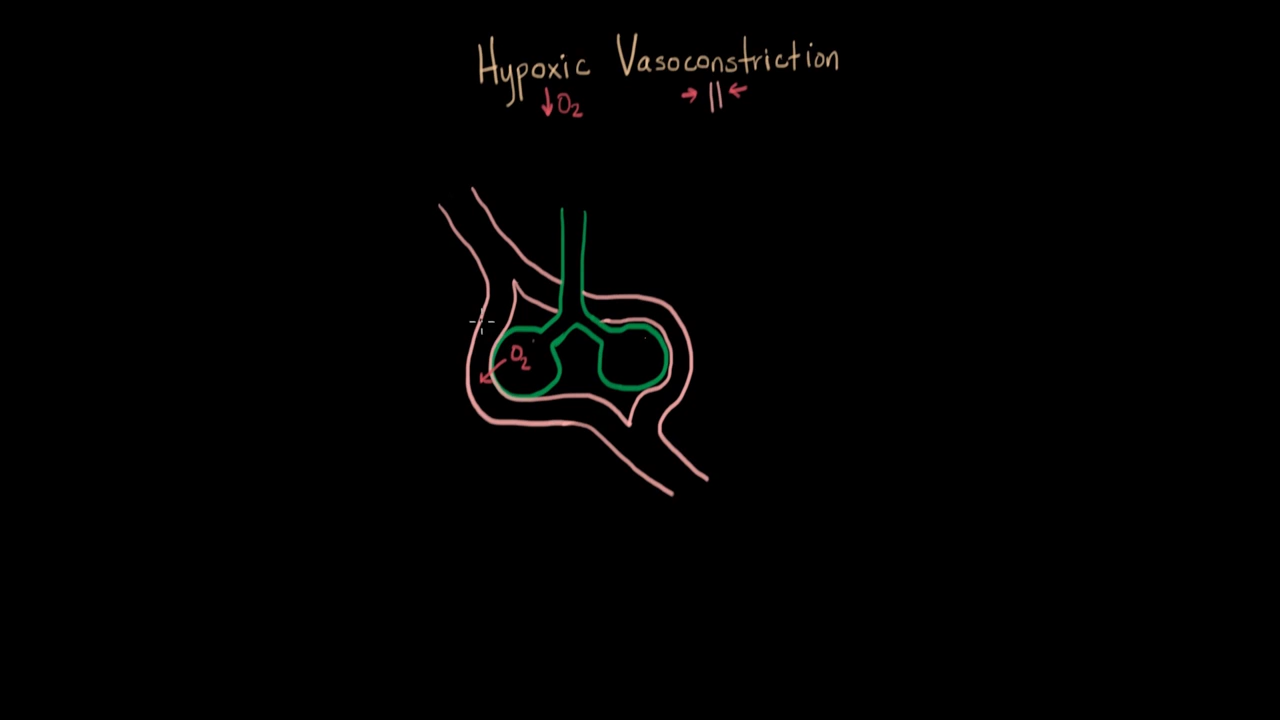 Hypoxic Vasoconstriction
↓O₂ →||←
O₂